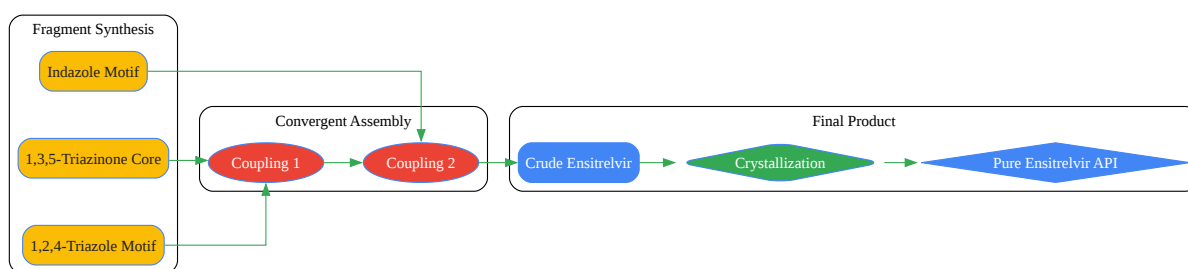 Fragment Synthesis
Indazole Motif
1,3,5-Triazinone Core
1,2,4-Triazole Motif
Convergent Assembly
Coupling 1
Coupling 2
Final Product
Crude Ensitrelvir
Crystallization
Pure Ensitrelvir API